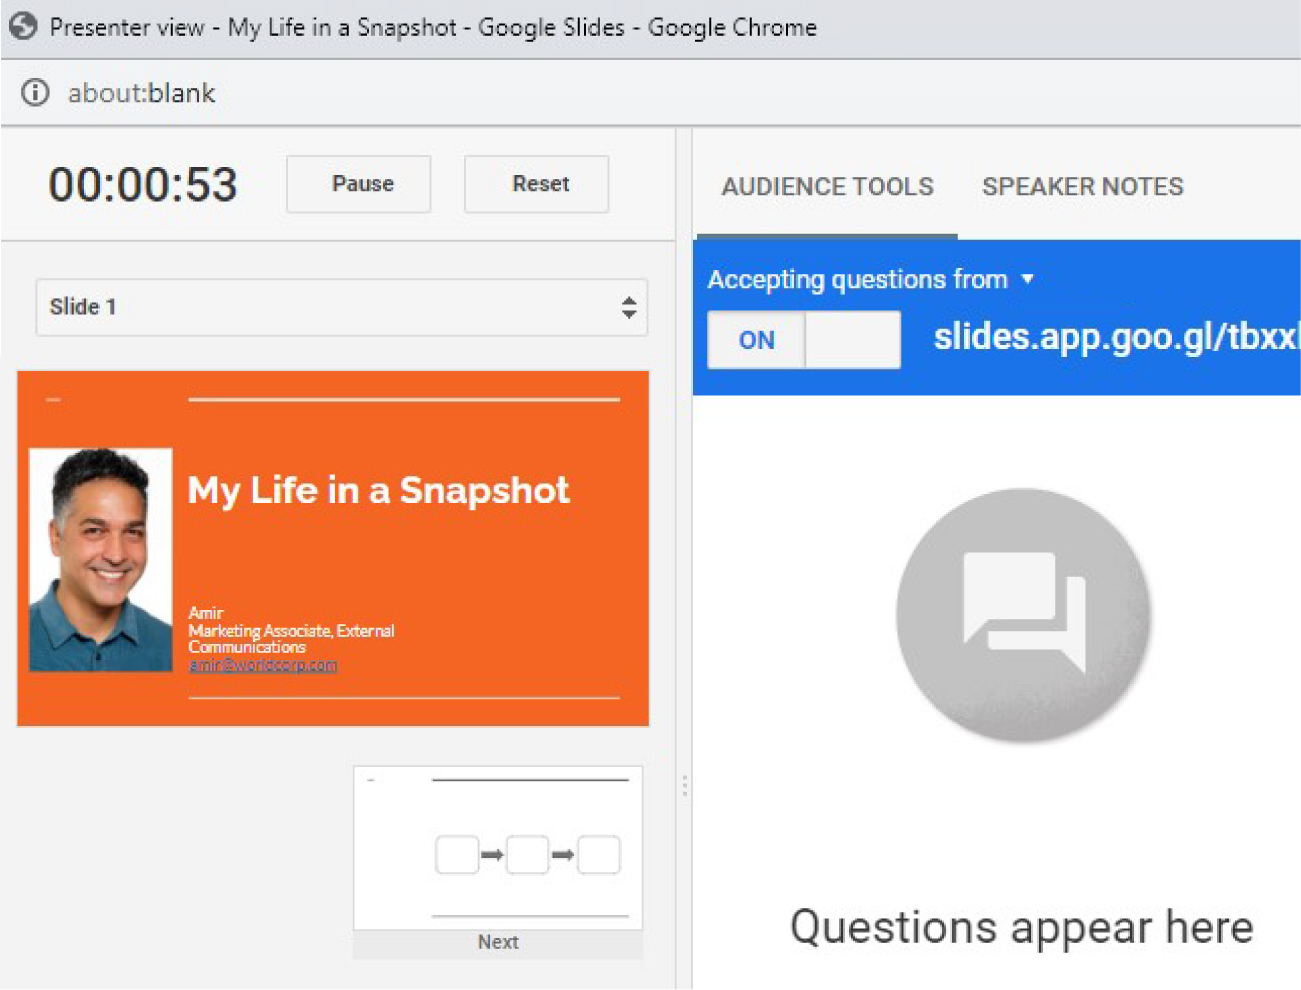 Presenter view - My Life in a Snapshot - Google Slides - Google Chrome
about:blank
00:00:53
Pause
Reset
Slide 1
My Life in a Snapshot
Amir
Marketing Associate, External
Communications
amir@worldcorp.com
Next
AUDIENCE TOOLS
SPEAKER NOTES
Accepting questions from
ON
slides.app.goo.gl/tbxx
Questions appear here